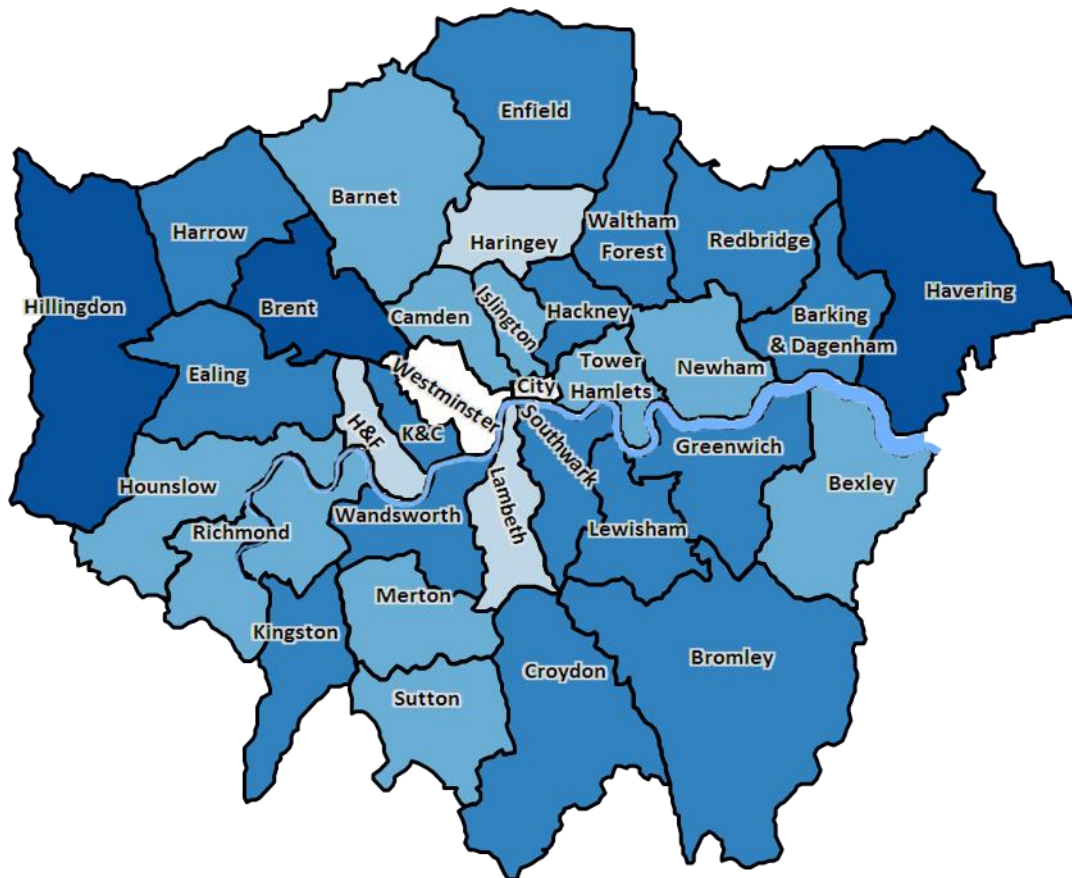 Enfield
Barnet
Harrow
Haringey
Waltham
Forest
Redbridge
Hillingdon
Brent
Camden
Islington
Hackney
Havering
Barking
& Dagenham
Ealing
Westminster
City
Tower
Hamlets
Newham
H&F
K&C
Southwark
Greenwich
Hounslow
Lambeth
Bexley
Richmond
Wandsworth
Lewisham
Merton
Kingston
Bromley
Croydon
Sutton